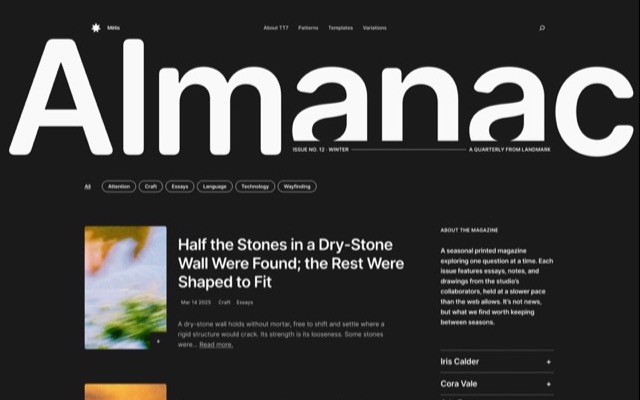 Mēris
About TT7 Patterns Templates Variations
Almanac
ISSUE NO. 12 · WINTER
A QUARTERLY FROM LANDMARK
All Attention Craft Essays Language Technology Wayfinding
Half the Stones in a Dry-Stone
Wall Were Found; the Rest Were
Shaped to Fit
Mar 14 2025 Craft Essays
A dry-stone wall holds without mortar, free to shift and settle where a
rigid structure would crack. Its strength is its looseness. Some stones
were… Read more.
ABOUT THE MAGAZINE
A seasonal printed magazine
exploring one question at a time. Each
issue features essays, notes, and
drawings from the studio's
collaborators, held at a slower pace
than the web allows. It's not news,
but what we find worth keeping
between seasons.
Iris Calder +
Cora Vale +